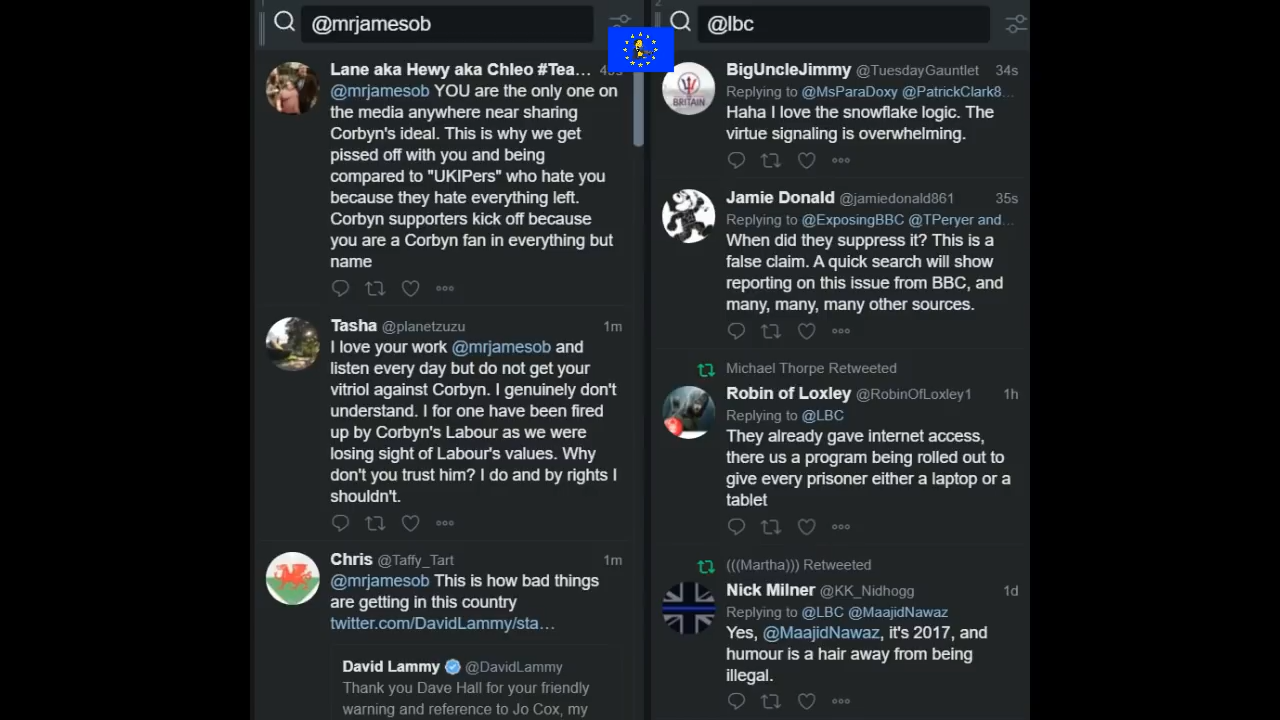 1
@mrjamesob
Lane aka Hewy aka Chleo #Tea…
@mrjamesob YOU are the only one on
the media anywhere near sharing
Corbyn's ideal. This is why we get
pissed off with you and being
compared to "UKIPers" who hate you
because they hate everything left.
Corbyn supporters kick off because
you are a Corbyn fan in everything but
name
Tasha @planetzuzu 1m
I love your work @mrjamesob and
listen every day but do not get your
vitriol against Corbyn. I genuinely don't
understand. I for one have been fired
up by Corbyn's Labour as we were
losing sight of Labour's values. Why
don't you trust him? I do and by rights I
shouldn't.
Chris @Taffy_Tart 1m
@mrjamesob This is how bad things
are getting in this country
twitter.com/DavidLammy/sta…
David Lammy @DavidLammy
Thank you Dave Hall for your friendly
warning and reference to Jo Cox, my
2
@lbc
BigUncleJimmy @TuesdayGauntlet 34s
BRITAIN
Replying to @MsParaDoxy @PatrickClark8…
Haha I love the snowflake logic. The
virtue signaling is overwhelming.
Jamie Donald @jamiedonald861 35s
Replying to @ExposingBBC @TPeryer and…
When did they suppress it? This is a
false claim. A quick search will show
reporting on this issue from BBC, and
many, many, many other sources.
Michael Thorpe Retweeted
Robin of Loxley @RobinOfLoxley1 1h
Replying to @LBC
They already gave internet access,
there us a program being rolled out to
give every prisoner either a laptop or a
tablet
(((Martha))) Retweeted
Nick Milner @KK_Nidhogg 1d
Replying to @LBC @MaajidNawaz
Yes, @MaajidNawaz, it's 2017, and
humour is a hair away from being
illegal.